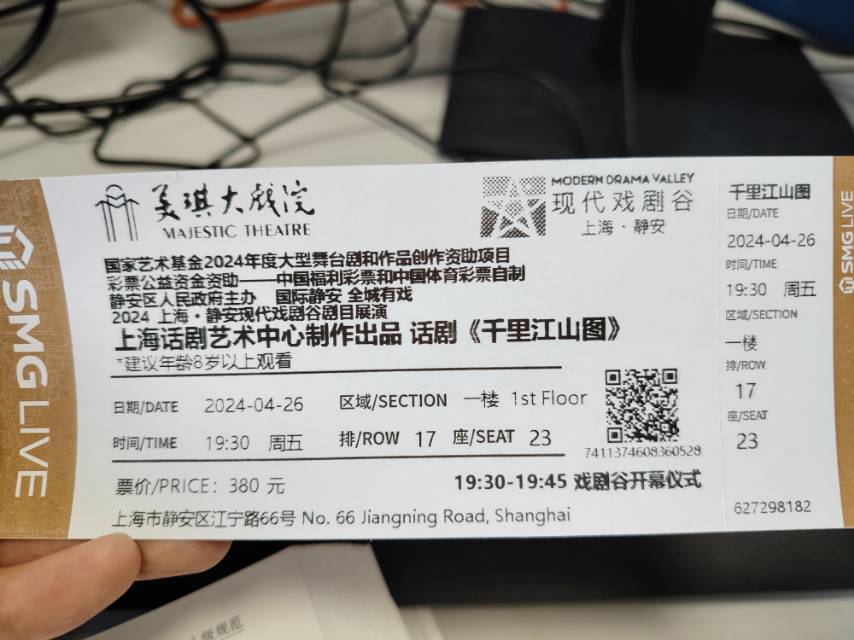 SMG LIVE
美琪大戏院
MAJESTIC THEATRE
MODERN DRAMA VALLEY
现代戏剧谷
上海·静安
国家艺术基金2024年度大型舞台剧和作品创作资助项目
彩票公益资金资助——中国福利彩票和中国体育彩票自制
静安区人民政府主办 国际静安 全城有戏
2024 上海·静安现代戏剧谷剧目展演
上海话剧艺术中心制作出品 话剧《千里江山图》
*建议年龄8岁以上观看
日期/DATE 2024-04-26 区域/SECTION 一楼 1st Floor
时间/TIME 19:30 周五 排/ROW 17 座/SEAT 23
7411374608360528
票价/PRICE: 380 元 19:30-19:45 戏剧谷开幕仪式
上海市静安区江宁路66号 No. 66 Jiangning Road, Shanghai
千里江山图
日期/DATE
2024-04-26
时间/TIME
19:30 周五
区域/SECTION
一楼
排/ROW
17
座/SEAT
23
627298182
SMG LIVE
级规范